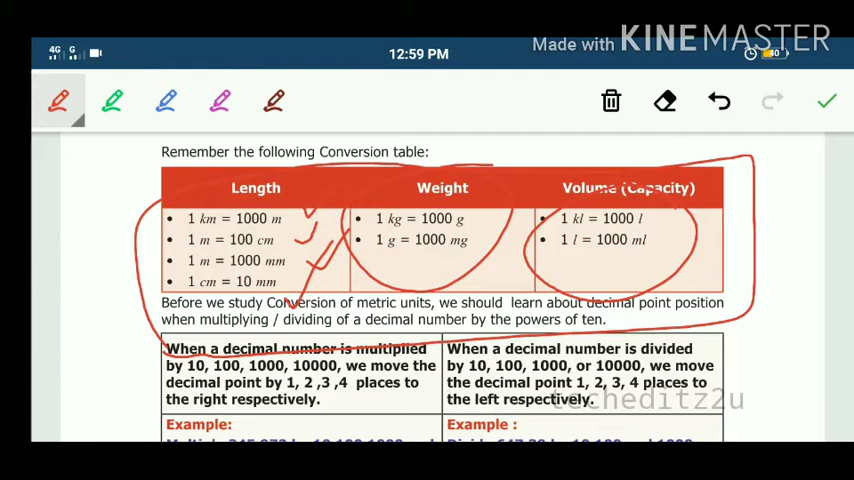 Made with KINEMASTER
4G G 12:59 PM 40
Remember the following Conversion table:
Length Weight Volume (Capacity)
• 1 km = 1000 m • 1 kg = 1000 g • 1 kl = 1000 l
• 1 m = 100 cm • 1 g = 1000 mg • 1 l = 1000 ml
• 1 m = 1000 mm
• 1 cm = 10 mm
Before we study Conversion of metric units, we should learn about decimal point position
when multiplying / dividing of a decimal number by the powers of ten.
When a decimal number is multiplied
by 10, 100, 1000, 10000, we move the
decimal point by 1, 2 ,3 ,4 places to
the right respectively.
When a decimal number is divided
by 10, 100, 1000, or 10000, we move
the decimal point 1, 2, 3, 4 places to
the left respectively.
techeditz2u
Example:
Example :